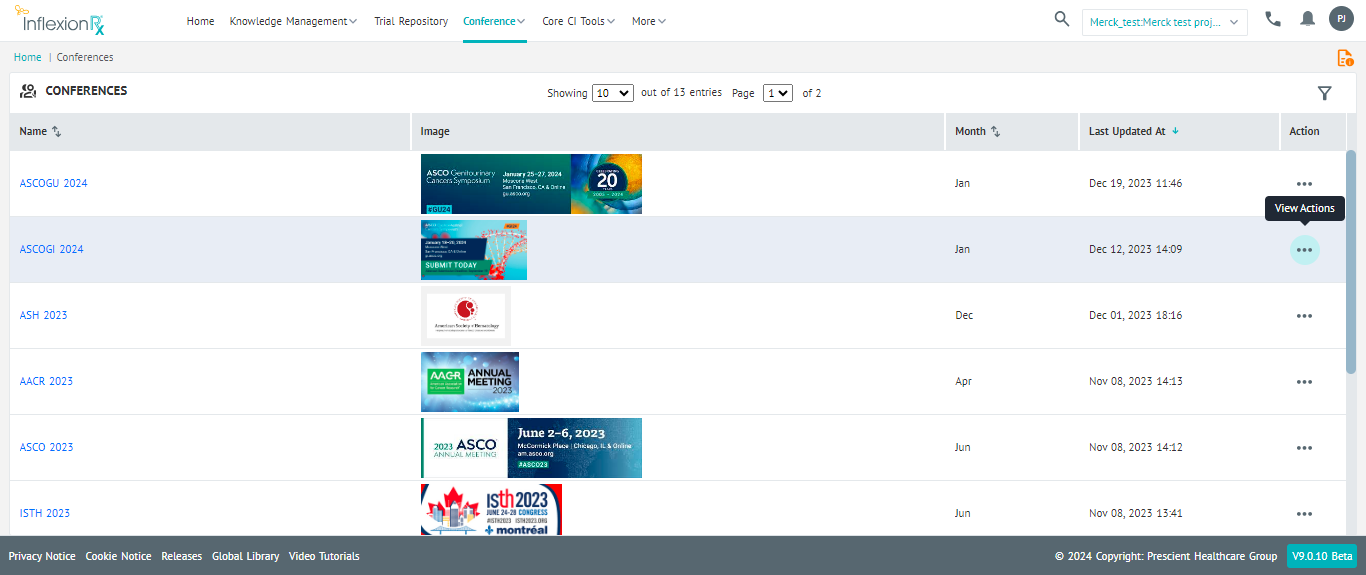 InflexionRx
Home Knowledge Management Trial Repository Conference Core CI Tools More
Merck_test:Merck test proj...
PJ
Home | Conferences
CONFERENCES
Showing 10 out of 13 entries Page 1 of 2
Name Image Month Last Updated At Action
ASCOGU 2024
ASCO Genitourinary
Cancers Symposium
January 25-27, 2024
Moscone West
San Francisco, CA & Online
gu.asco.org
#GU24
CELEBRATING
20
YEARS
Jan
Dec 19, 2023 11:46
View Actions
ASCOGI 2024
January 18-20, 2024
SUBMIT TODAY
Jan
Dec 12, 2023 14:09
ASH 2023
American Society of Hematology
Dec
Dec 01, 2023 18:16
AACR 2023
AACR
ANNUAL
MEETING
2023
Apr
Nov 08, 2023 14:13
ASCO 2023
2023 ASCO
ANNUAL MEETING
June 2–6, 2023
McCormick Place | Chicago, IL & Online
am.asco.org
#ASCO23
Jun
Nov 08, 2023 14:12
ISTH 2023
isth2023
JUNE 24-28 CONGRESS
#ISTH2023 ISTH2023.ORG
montréal
Jun
Nov 08, 2023 13:41
Privacy Notice Cookie Notice Releases Global Library Video Tutorials
© 2024 Copyright: Prescient Healthcare Group
V9.0.10 Beta